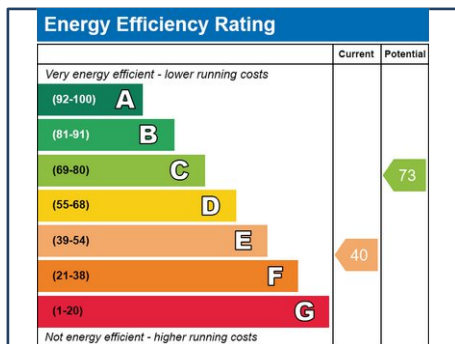 Energy Efficiency Rating
Current Potential
Very energy efficient - lower running costs
(92-100) A
(81-91) B
(69-80) C
73
(55-68) D
(39-54) E
40
(21-38) F
(1-20) G
Not energy efficient - higher running costs